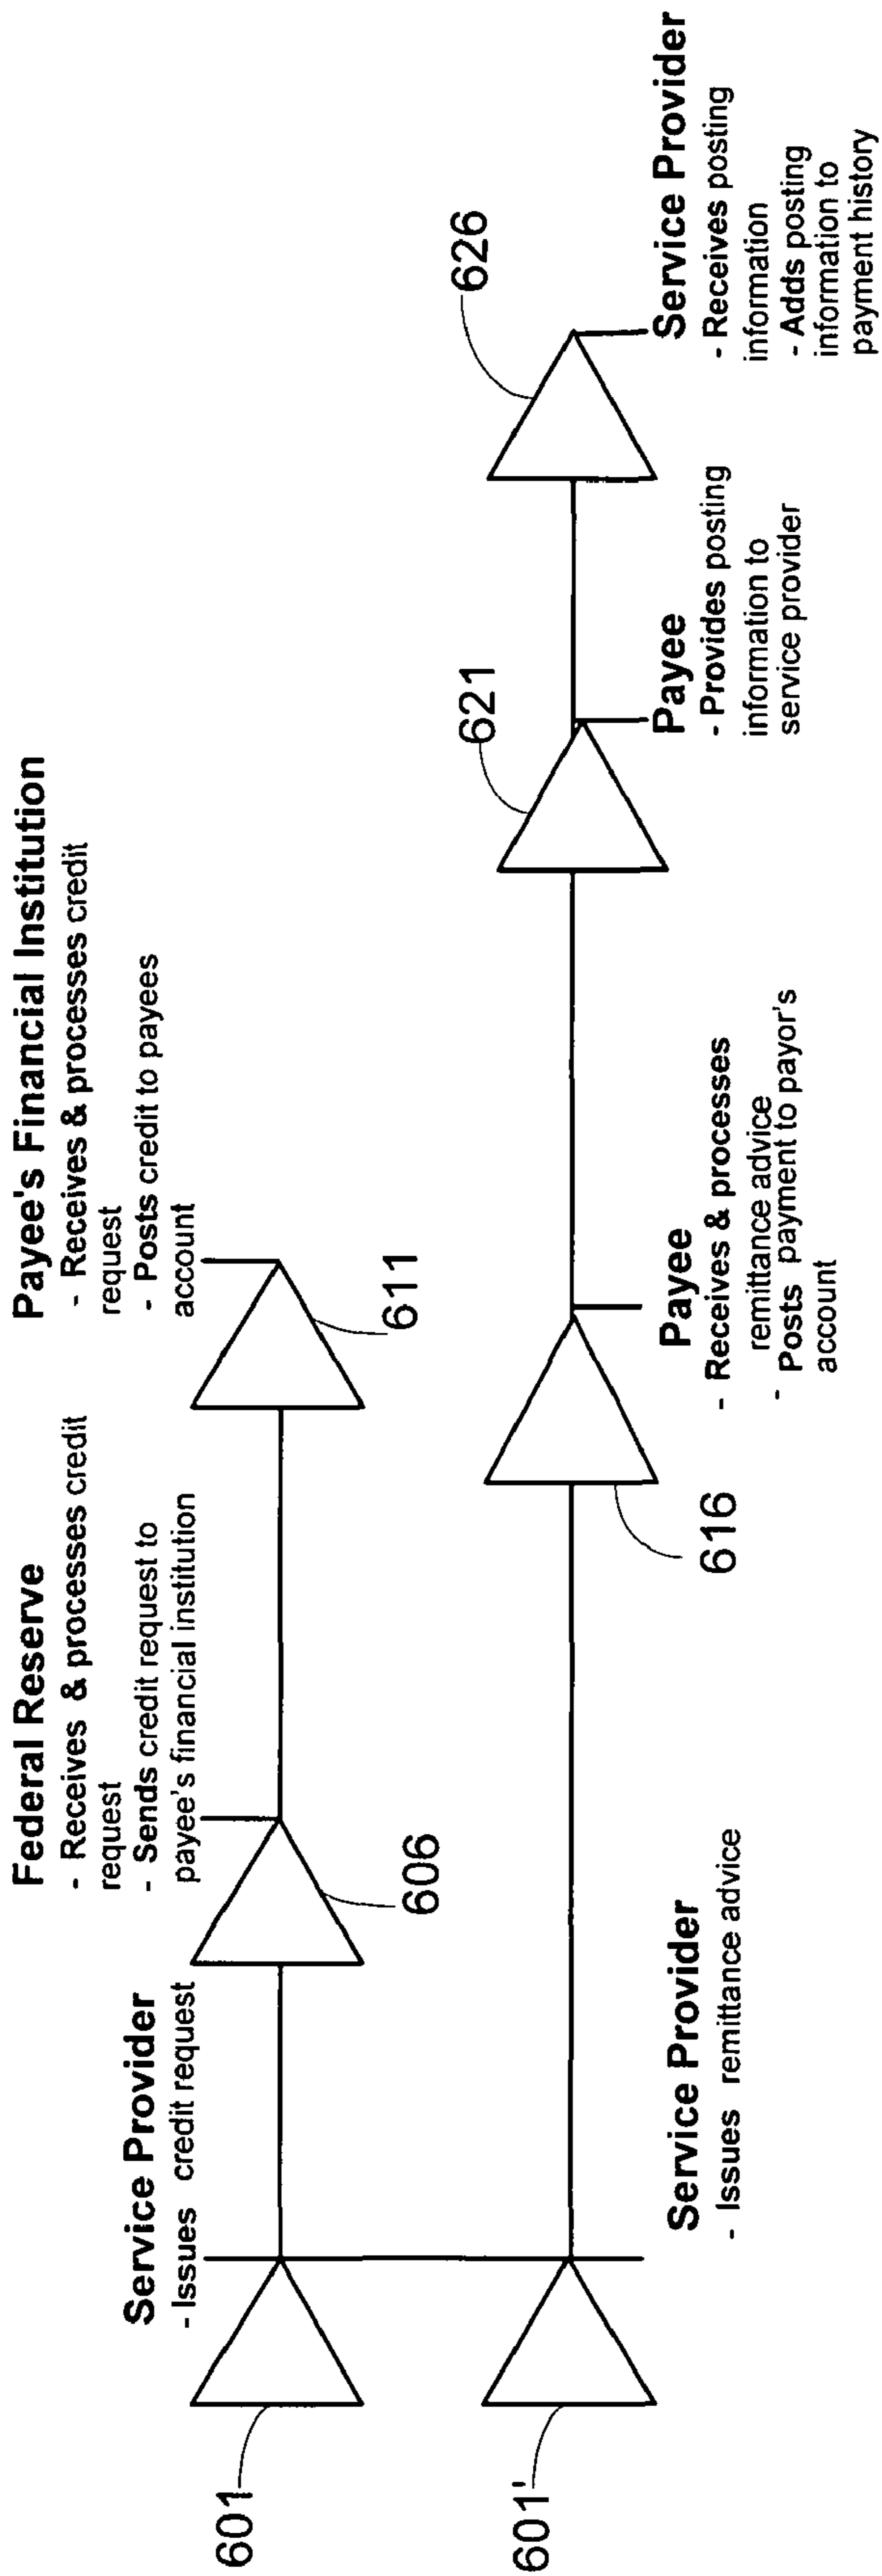 Service Provider
- Issues credit request
601
Federal Reserve
- Receives & processes credit
request
- Sends credit request to
payee's financial institution
606
Payee's Financial Institution
- Receives & processes credit
request
- Posts credit to payees
account
611
601'
Service Provider
- Issues remittance advice
616
Payee
- Receives & processes
remittance advice
- Posts payment to payor's
account
621
Payee
- Provides posting
information to
service provider
626
Service Provider
- Receives posting
information
- Adds posting
information to
payment history